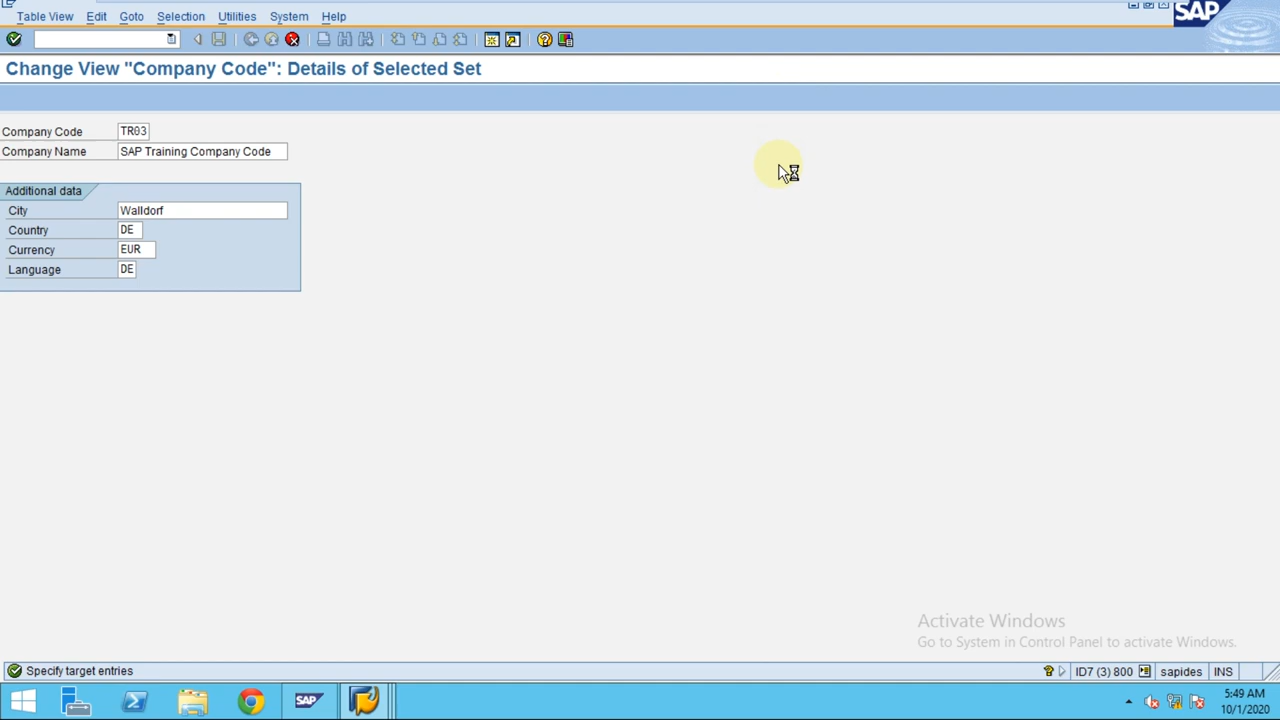 Table View Edit Goto Selection Utilities System Help
SAP
Change View "Company Code": Details of Selected Set
Company Code TR03
Company Name SAP Training Company Code
Additional data
City Walldorf
Country DE
Currency EUR
Language DE
Activate Windows
Go to System in Control Panel to activate Windows.
Specify target entries ID7 (3) 800 sapides INS
SAP 5:49 AM
10/1/2020